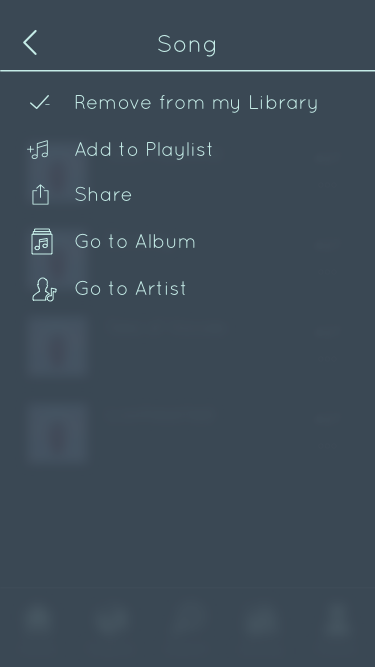 Song
Remove from my Library
Add to Playlist
Share
Go to Album
Go to Artist